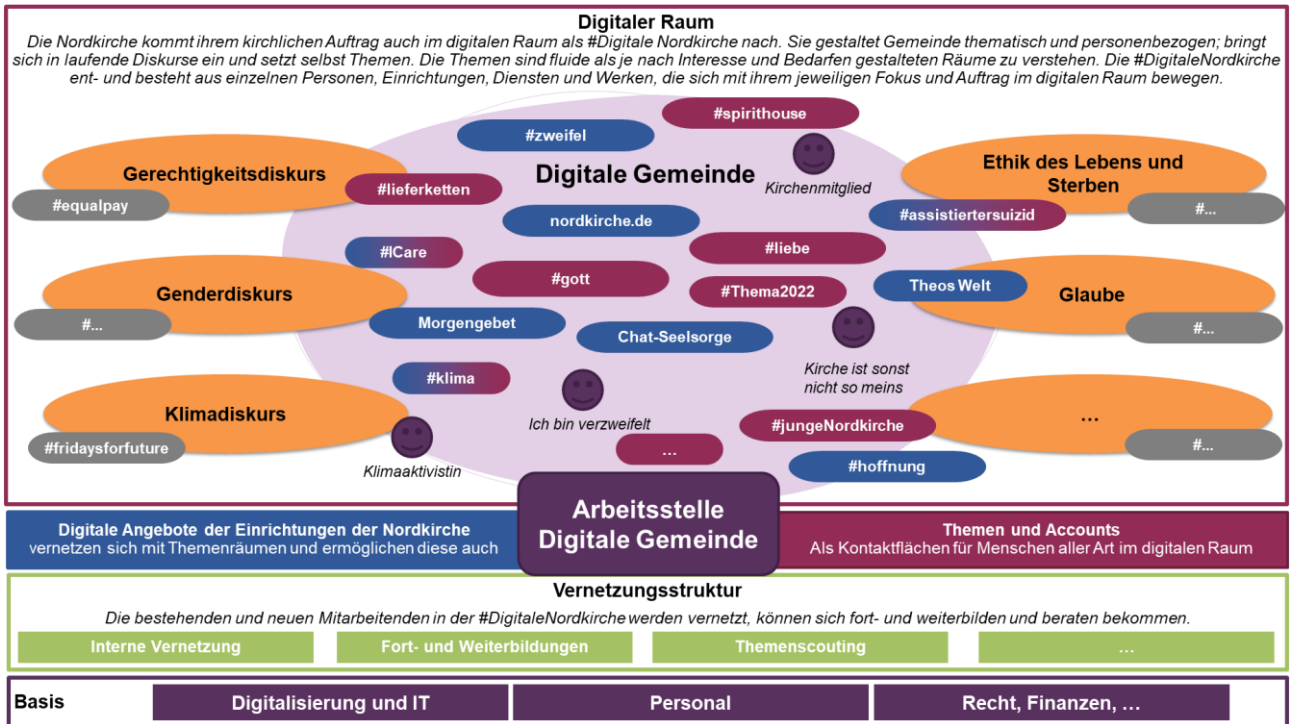 Digitaler Raum
Die Nordkirche kommt ihrem kirchlichen Auftrag auch im digitalen Raum als #Digitale Nordkirche nach. Sie gestaltet Gemeinde thematisch und personenbezogen; bringt
sich in laufende Diskurse ein und setzt selbst Themen. Die Themen sind fluide als je nach Interesse und Bedarfen gestalteten Räume zu verstehen. Die #DigitaleNordkirche
ent- und besteht aus einzelnen Personen, Einrichtungen, Diensten und Werken, die sich mit ihrem jeweiligen Fokus und Auftrag im digitalen Raum bewegen.
#spirithouse
#zweifel
Digitale Gemeinde
Kirchenmitglied
Gerechtigkeitsdiskurs
#equalpay
#lieferketten
Ethik des Lebens und
Sterben
#assistiertersuizid
#...
nordkirche.de
#ICare
#liebe
#gott
#Thema2022
Genderdiskurs
#...
Theos Welt
Glaube
#...
Morgengebet
Chat-Seelsorge
Kirche ist sonst
nicht so meins
#klima
Ich bin verzweifelt
Klimadiskurs
#fridaysforfuture
Klimaaktivistin
#jungeNordkirche
...
#...
...
#hoffnung
Arbeitsstelle
Digitale Gemeinde
Digitale Angebote der Einrichtungen der Nordkirche
vernetzen sich mit Themenräumen und ermöglichen diese auch
Themen und Accounts
Als Kontaktflächen für Menschen aller Art im digitalen Raum
Vernetzungsstruktur
Die bestehenden und neuen Mitarbeitenden in der #DigitaleNordkirche werden vernetzt, können sich fort- und weiterbilden und beraten bekommen.
Interne Vernetzung
Fort- und Weiterbildungen
Themenscouting
...
Basis
Digitalisierung und IT
Personal
Recht, Finanzen, ...